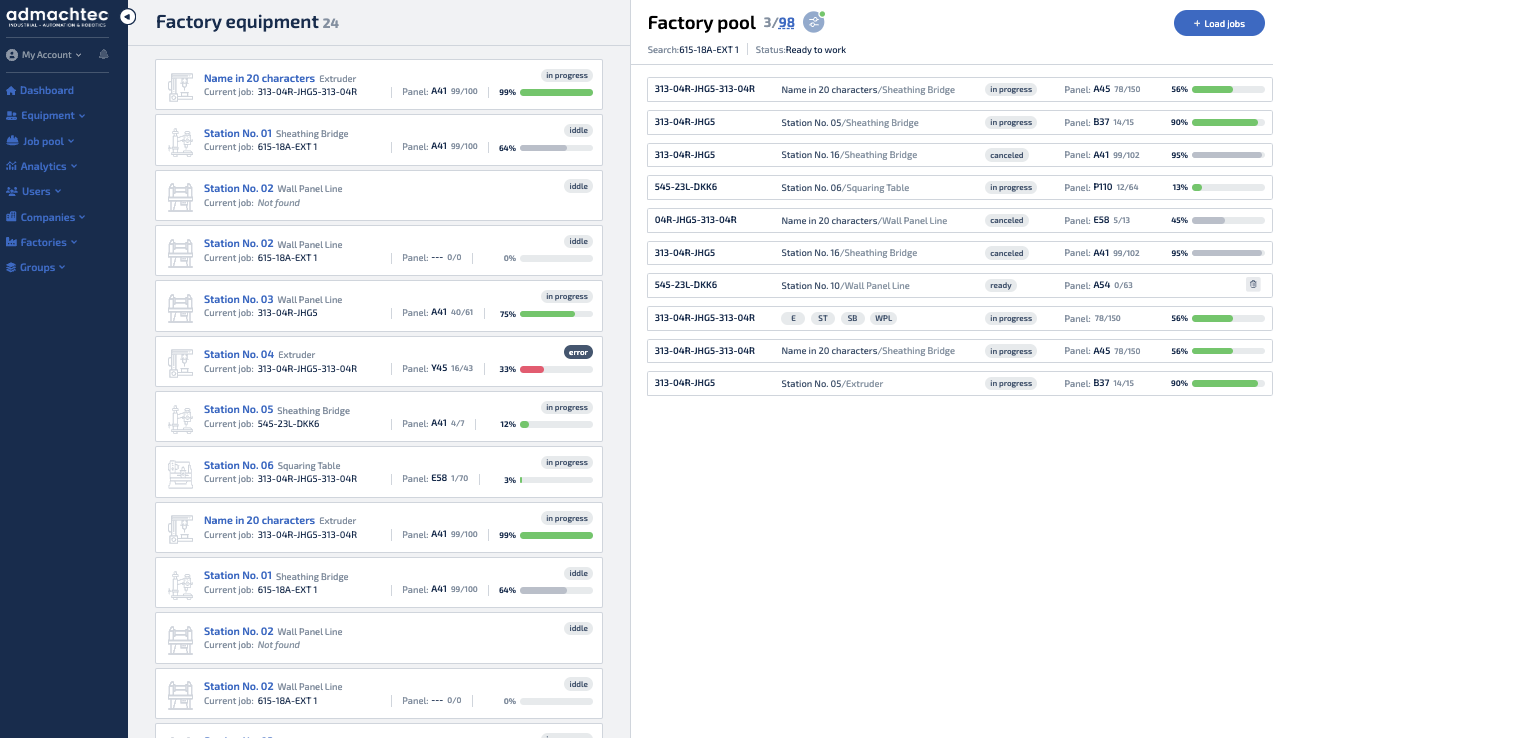 admachtec
INDUSTRIAL - AUTOMATION & ROBOTICS
My Account
Dashboard
Equipment
Job pool
Analytics
Users
Companies
Factories
Groups
Factory equipment 24
Name in 20 characters Extruder in progress
Current job: 313-04R-JHG5-313-04R Panel: A41 99/100 99%
Station No. 01 Sheathing Bridge iddle
Current job: 615-18A-EXT 1 Panel: A41 99/100 64%
Station No. 02 Wall Panel Line iddle
Current job: Not found
Station No. 02 Wall Panel Line iddle
Current job: 615-18A-EXT 1 Panel: --- 0/0 0%
Station No. 03 Wall Panel Line in progress
Current job: 313-04R-JHG5 Panel: A41 40/61 75%
Station No. 04 Extruder error
Current job: 313-04R-JHG5-313-04R Panel: Y45 16/43 33%
Station No. 05 Sheathing Bridge in progress
Current job: 545-23L-DKK6 Panel: A41 4/7 12%
Station No. 06 Squaring Table in progress
Current job: 313-04R-JHG5-313-04R Panel: E58 1/70 3%
Name in 20 characters Extruder in progress
Current job: 313-04R-JHG5-313-04R Panel: A41 99/100 99%
Station No. 01 Sheathing Bridge iddle
Current job: 615-18A-EXT 1 Panel: A41 99/100 64%
Station No. 02 Wall Panel Line iddle
Current job: Not found
Station No. 02 Wall Panel Line iddle
Current job: 615-18A-EXT 1 Panel: --- 0/0 0%
Factory pool 3/98
+ Load jobs
Search:615-18A-EXT 1 Status:Ready to work
313-04R-JHG5-313-04R Name in 20 characters/Sheathing Bridge in progress Panel: A45 78/150 56%
313-04R-JHG5 Station No. 05/Sheathing Bridge in progress Panel: B37 14/15 90%
313-04R-JHG5 Station No. 16/Sheathing Bridge canceled Panel: A41 99/102 95%
545-23L-DKK6 Station No. 06/Squaring Table in progress Panel: P110 12/64 13%
04R-JHG5-313-04R Name in 20 characters/Wall Panel Line canceled Panel: E58 5/13 45%
313-04R-JHG5 Station No. 16/Sheathing Bridge canceled Panel: A41 99/102 95%
545-23L-DKK6 Station No. 10/Wall Panel Line ready Panel: A54 0/63
313-04R-JHG5-313-04R E ST SB WPL in progress Panel: 78/150 56%
313-04R-JHG5-313-04R Name in 20 characters/Sheathing Bridge in progress Panel: A45 78/150 56%
313-04R-JHG5 Station No. 05/Extruder in progress Panel: B37 14/15 90%